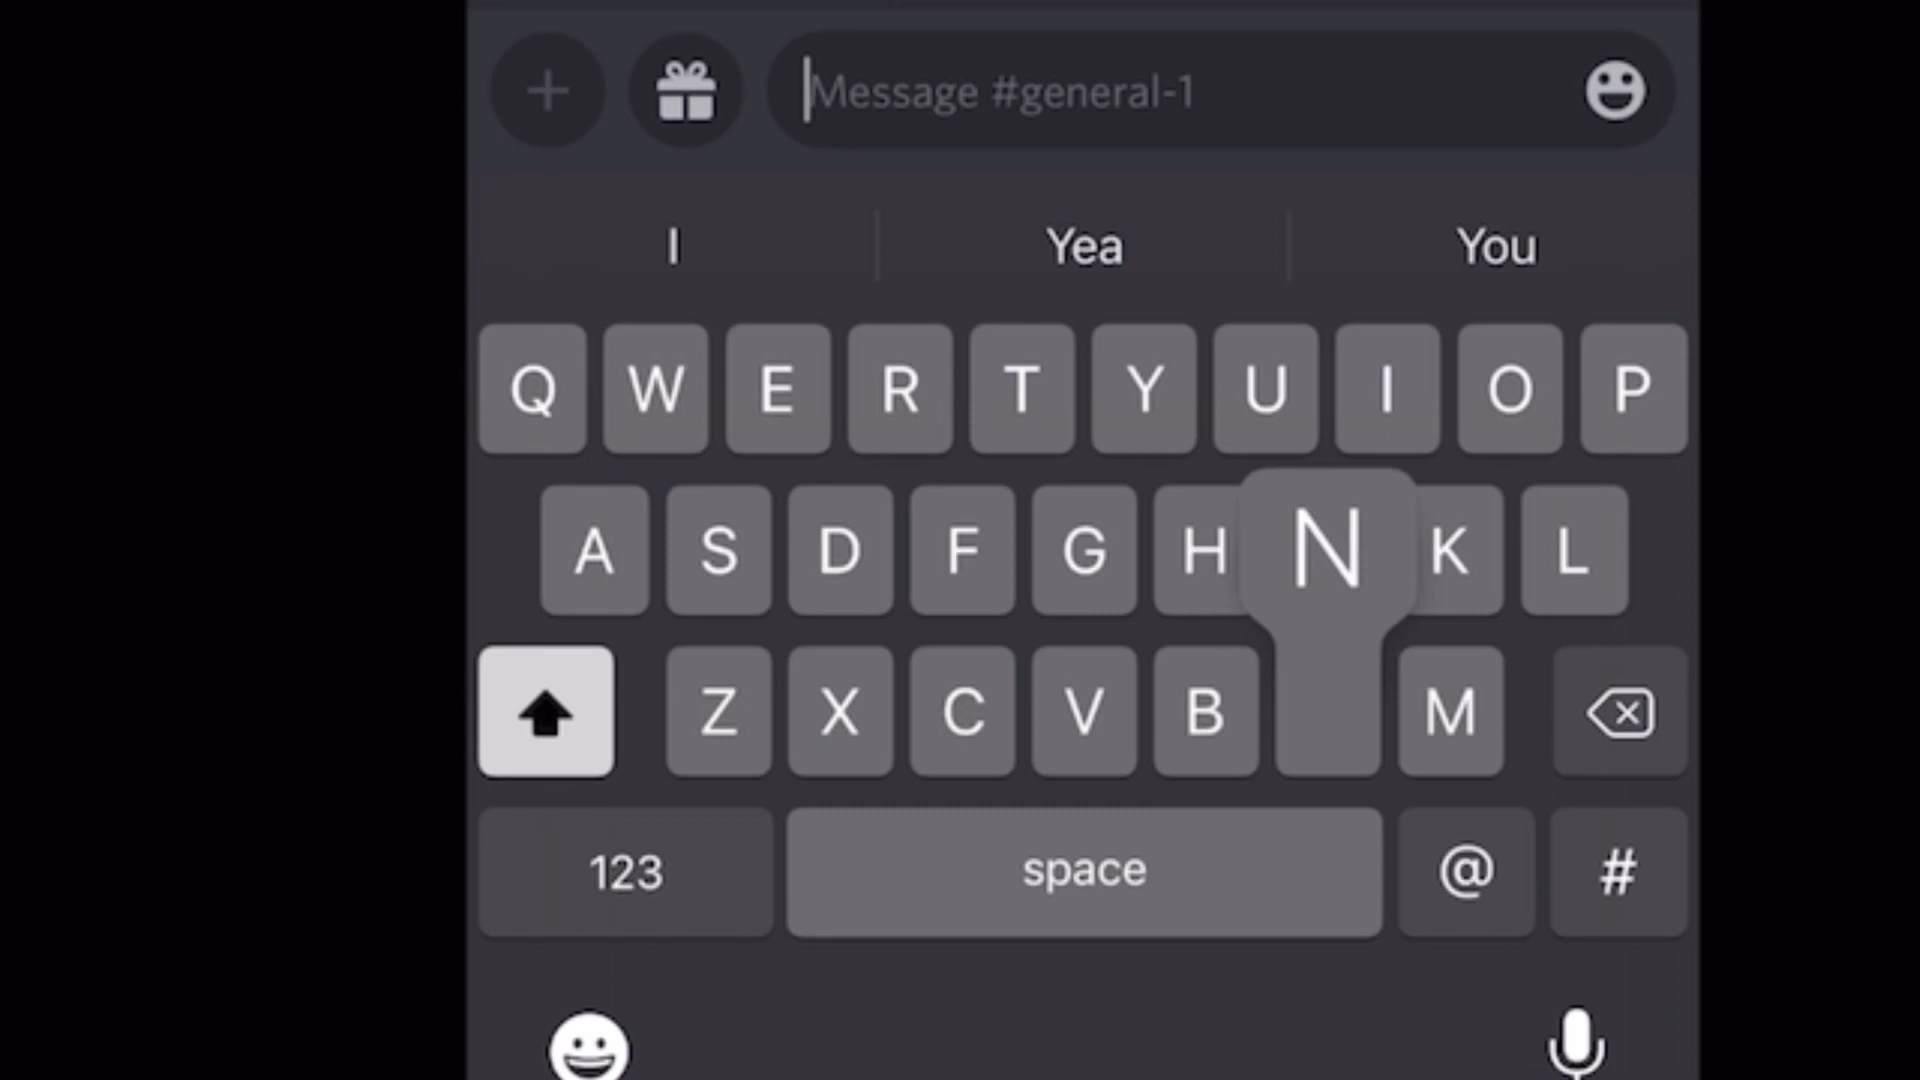 Message #general-1
I Yea You
Q W E R T Y U I O P
A S D F G H N K L
Z X C V B M
123 space @ #